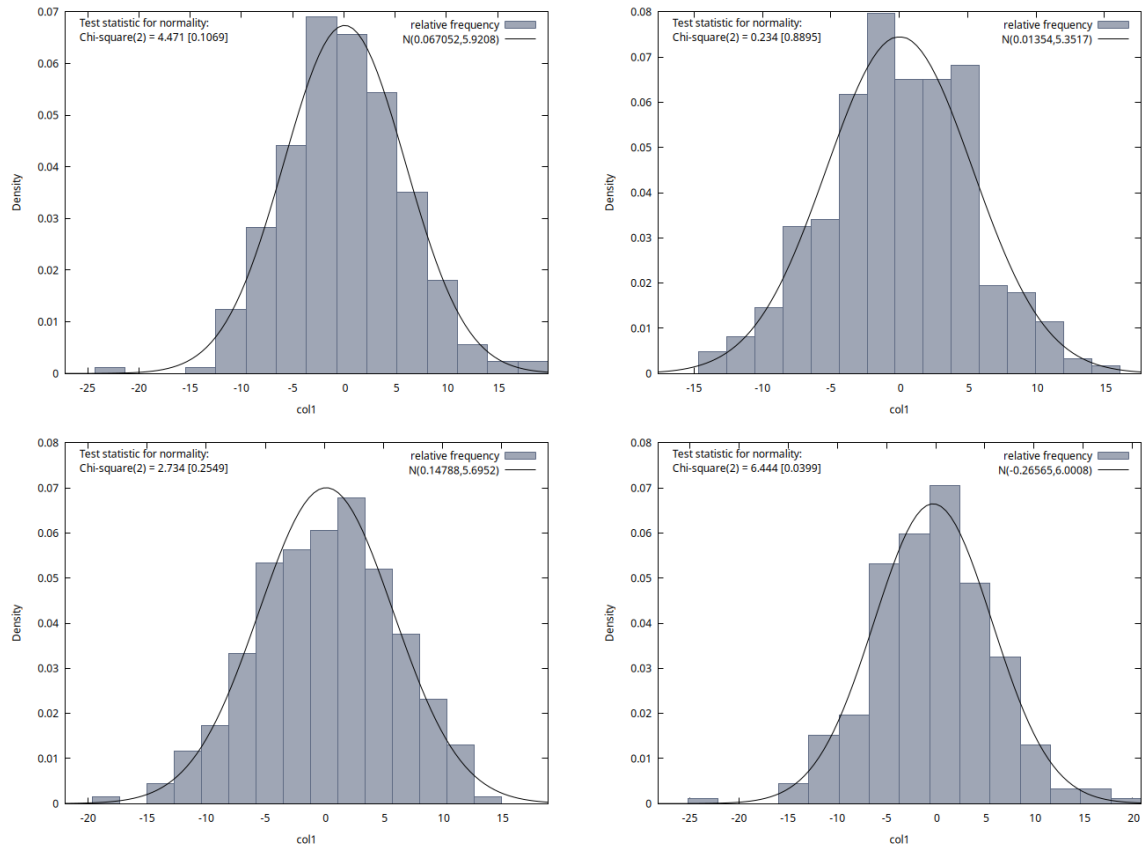 Test statistic for normality:
Chi-square(2) = 4.471 [0.1069]
relative frequency
N(0.067052,5.9208)
0.07
0.06
0.05
0.04
0.03
0.02
0.01
0
Density
-25 -20 -15 -10 -5 0 5 10 15
col1
Test statistic for normality:
Chi-square(2) = 0.234 [0.8895]
relative frequency
N(0.01354,5.3517)
0.08
0.07
0.06
0.05
0.04
0.03
0.02
0.01
0
Density
-15 -10 -5 0 5 10 15
col1
Test statistic for normality:
Chi-square(2) = 2.734 [0.2549]
relative frequency
N(0.14788,5.6952)
0.08
0.07
0.06
0.05
0.04
0.03
0.02
0.01
0
Density
-20 -15 -10 -5 0 5 10 15
col1
Test statistic for normality:
Chi-square(2) = 6.444 [0.0399]
relative frequency
N(-0.26565,6.0008)
0.08
0.07
0.06
0.05
0.04
0.03
0.02
0.01
0
Density
-25 -20 -15 -10 -5 0 5 10 15 20
col1